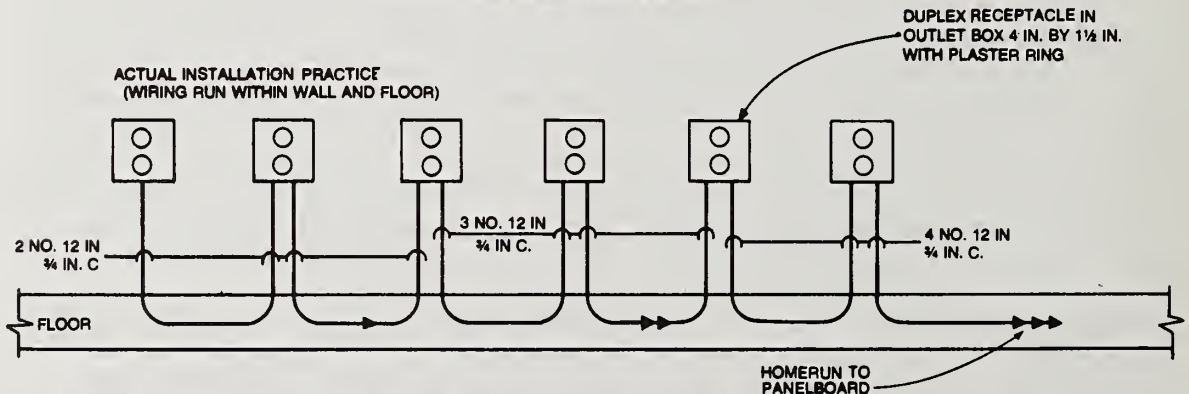 DUPLEX RECEPTACLE IN
OUTLET BOX 4 IN. BY 1½ IN.
WITH PLASTER RING
ACTUAL INSTALLATION PRACTICE
(WIRING RUN WITHIN WALL AND FLOOR)
2 NO. 12 IN
¾ IN. C
3 NO. 12 IN
¾ IN C.
4 NO. 12 IN
¾ IN. C.
FLOOR
HOMERUN TO
PANELBOARD